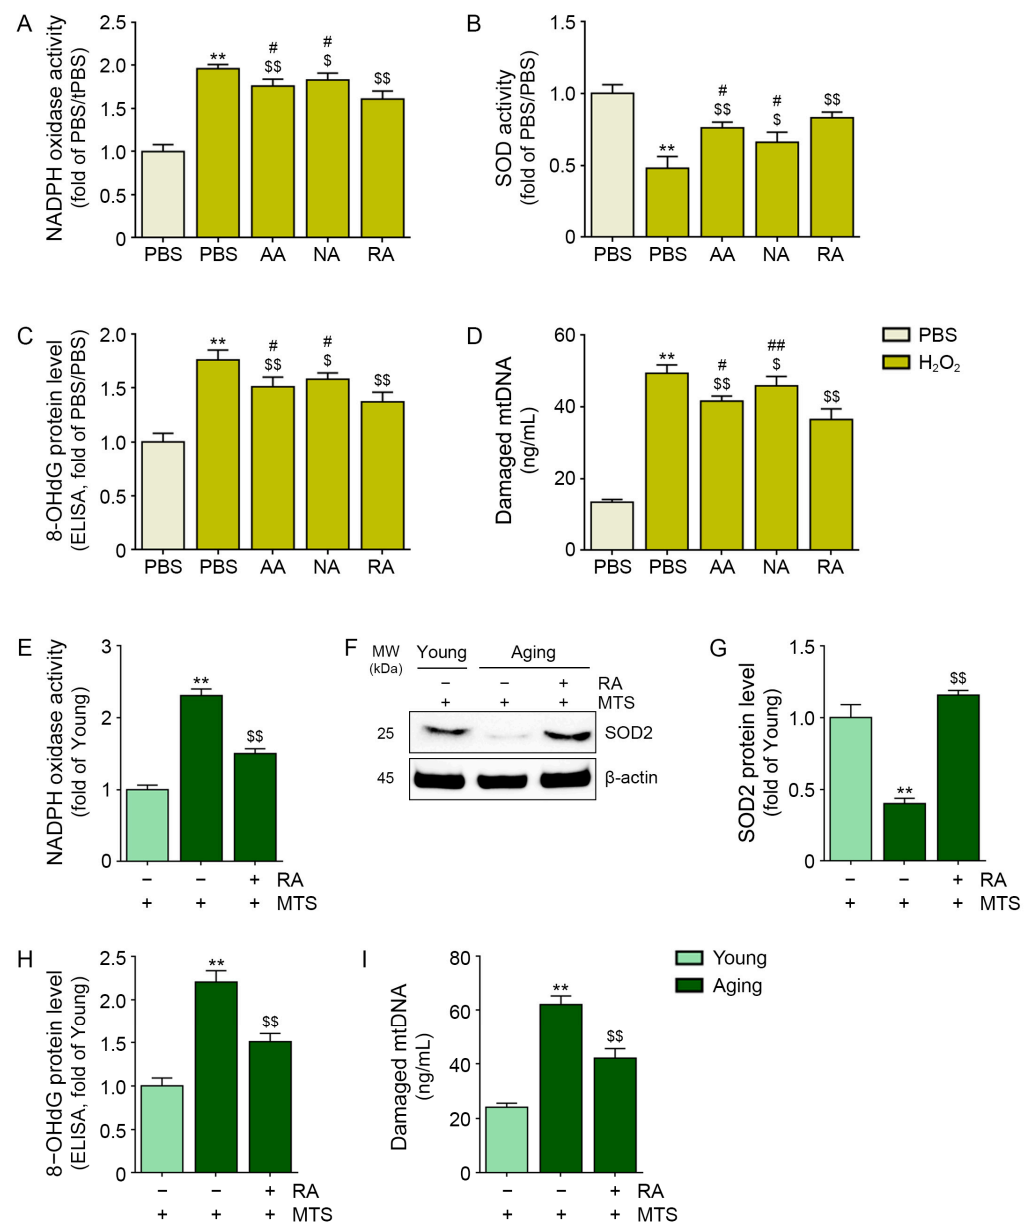 A
NADPH oxidase activity
(fold of PBS/tPBS)
2.5
2.0
1.5
1.0
0.5
0
**
#
$$
#
$
$$
PBS PBS AA NA RA
B
SOD activity
(fold of PBS/PBS)
1.5
1.0
0.5
0
**
#
$$
#
$
$$
PBS PBS AA NA RA
C
8-OHdG protein level
(ELISA, fold of PBS/PBS)
2.0
1.5
1.0
0.5
0
**
#
$$
#
$
$$
PBS PBS AA NA RA
D
Damaged mtDNA
(ng/mL)
60
40
20
0
**
#
$$
##
$
$$
PBS PBS AA NA RA
PBS
H₂O₂
E
NADPH oxidase activity
(fold of Young)
3
2
1
0
**
$$
− − + RA
+ + + MTS
F
MW
(kDa)
Young Aging
− − + RA
+ + + MTS
25 SOD2
45 β-actin
G
SOD2 protein level
(fold of Young)
1.5
1.0
0.5
0
**
$$
− − + RA
+ + + MTS
H
8−OHdG protein level
(ELISA, fold of Young)
2.5
2.0
1.5
1.0
0.5
0
**
$$
− − + RA
+ + + MTS
I
Damaged mtDNA
(ng/mL)
80
60
40
20
0
**
$$
− − + RA
+ + + MTS
Young
Aging